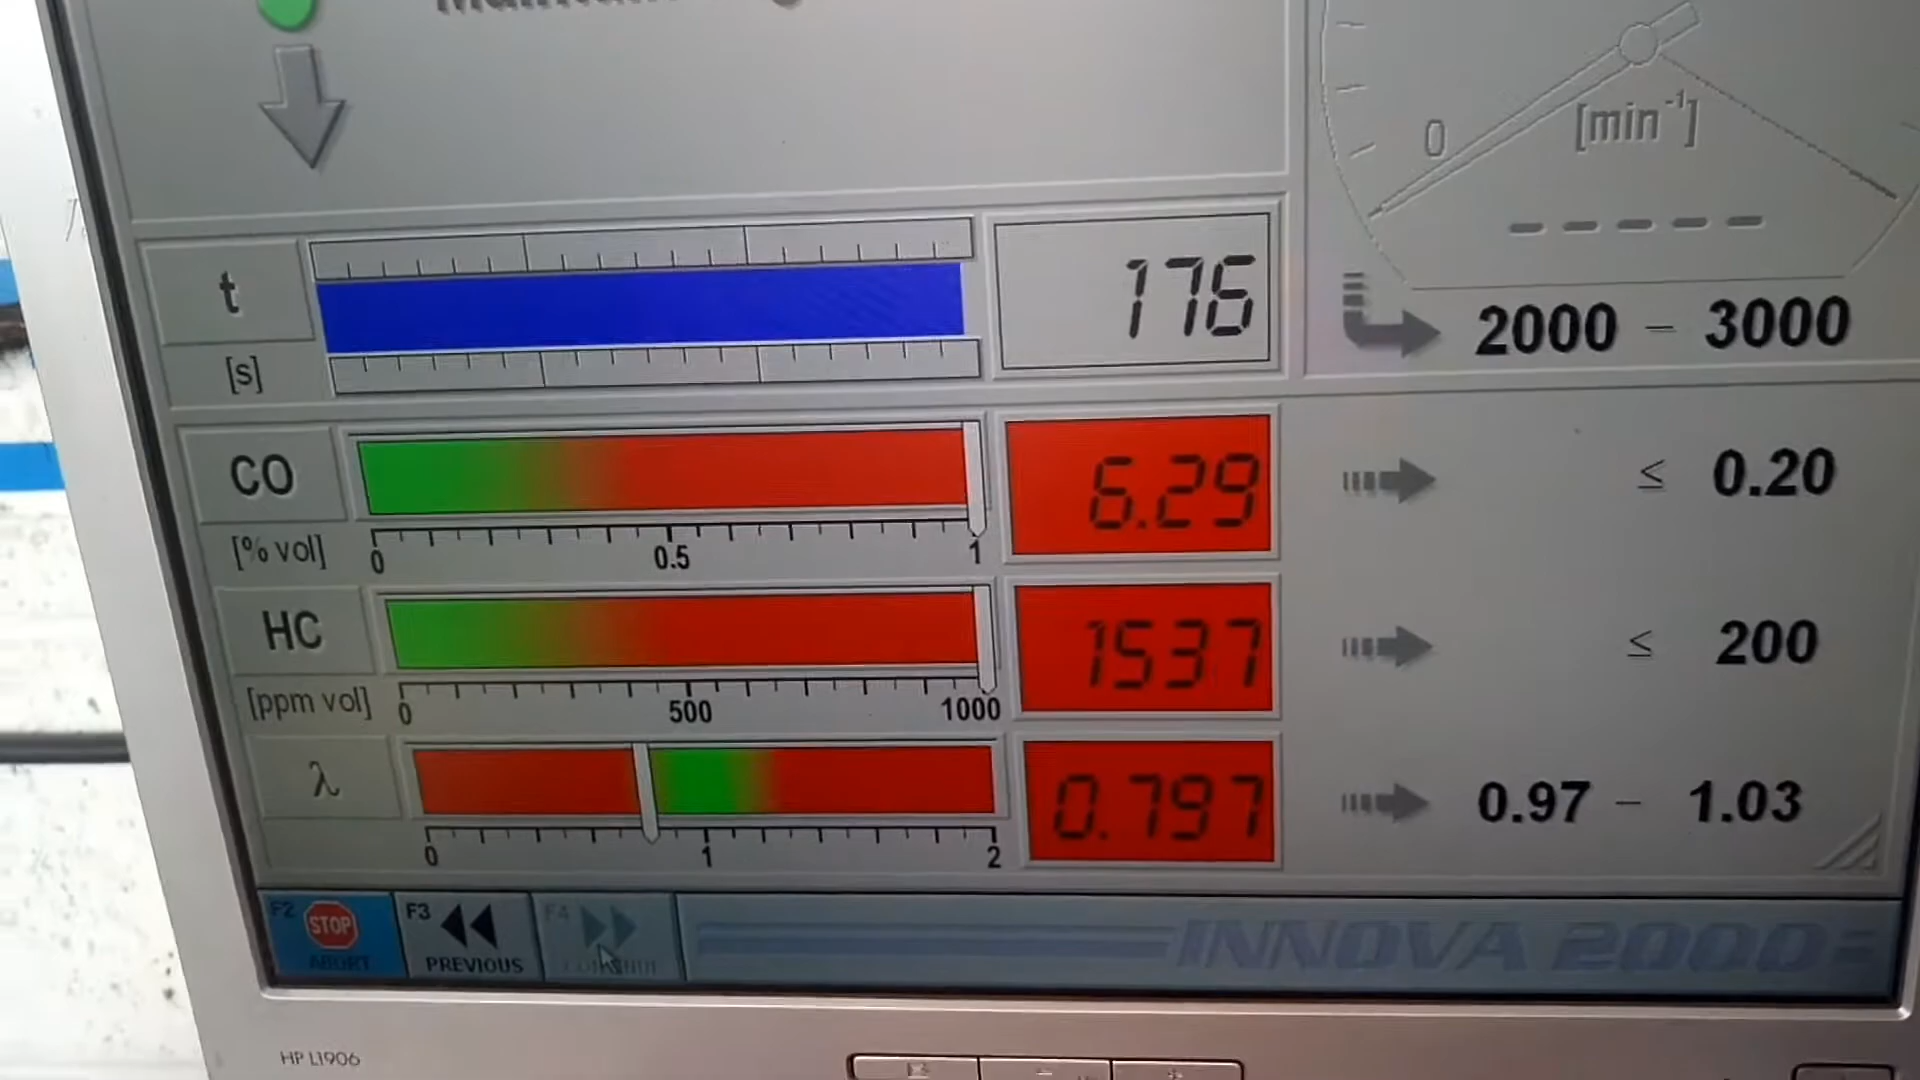 0
[min⁻¹]
t
[s]
176
2000 – 3000
CO
[% vol]
0 0.5 1
6.29
≤ 0.20
HC
[ppm vol]
0 500 1000
1537
≤ 200
λ
0 1 2
0.797
0.97 – 1.03
F2 STOP ABORT
F3 PREVIOUS
F4
INNOVA 2000
HP L1906